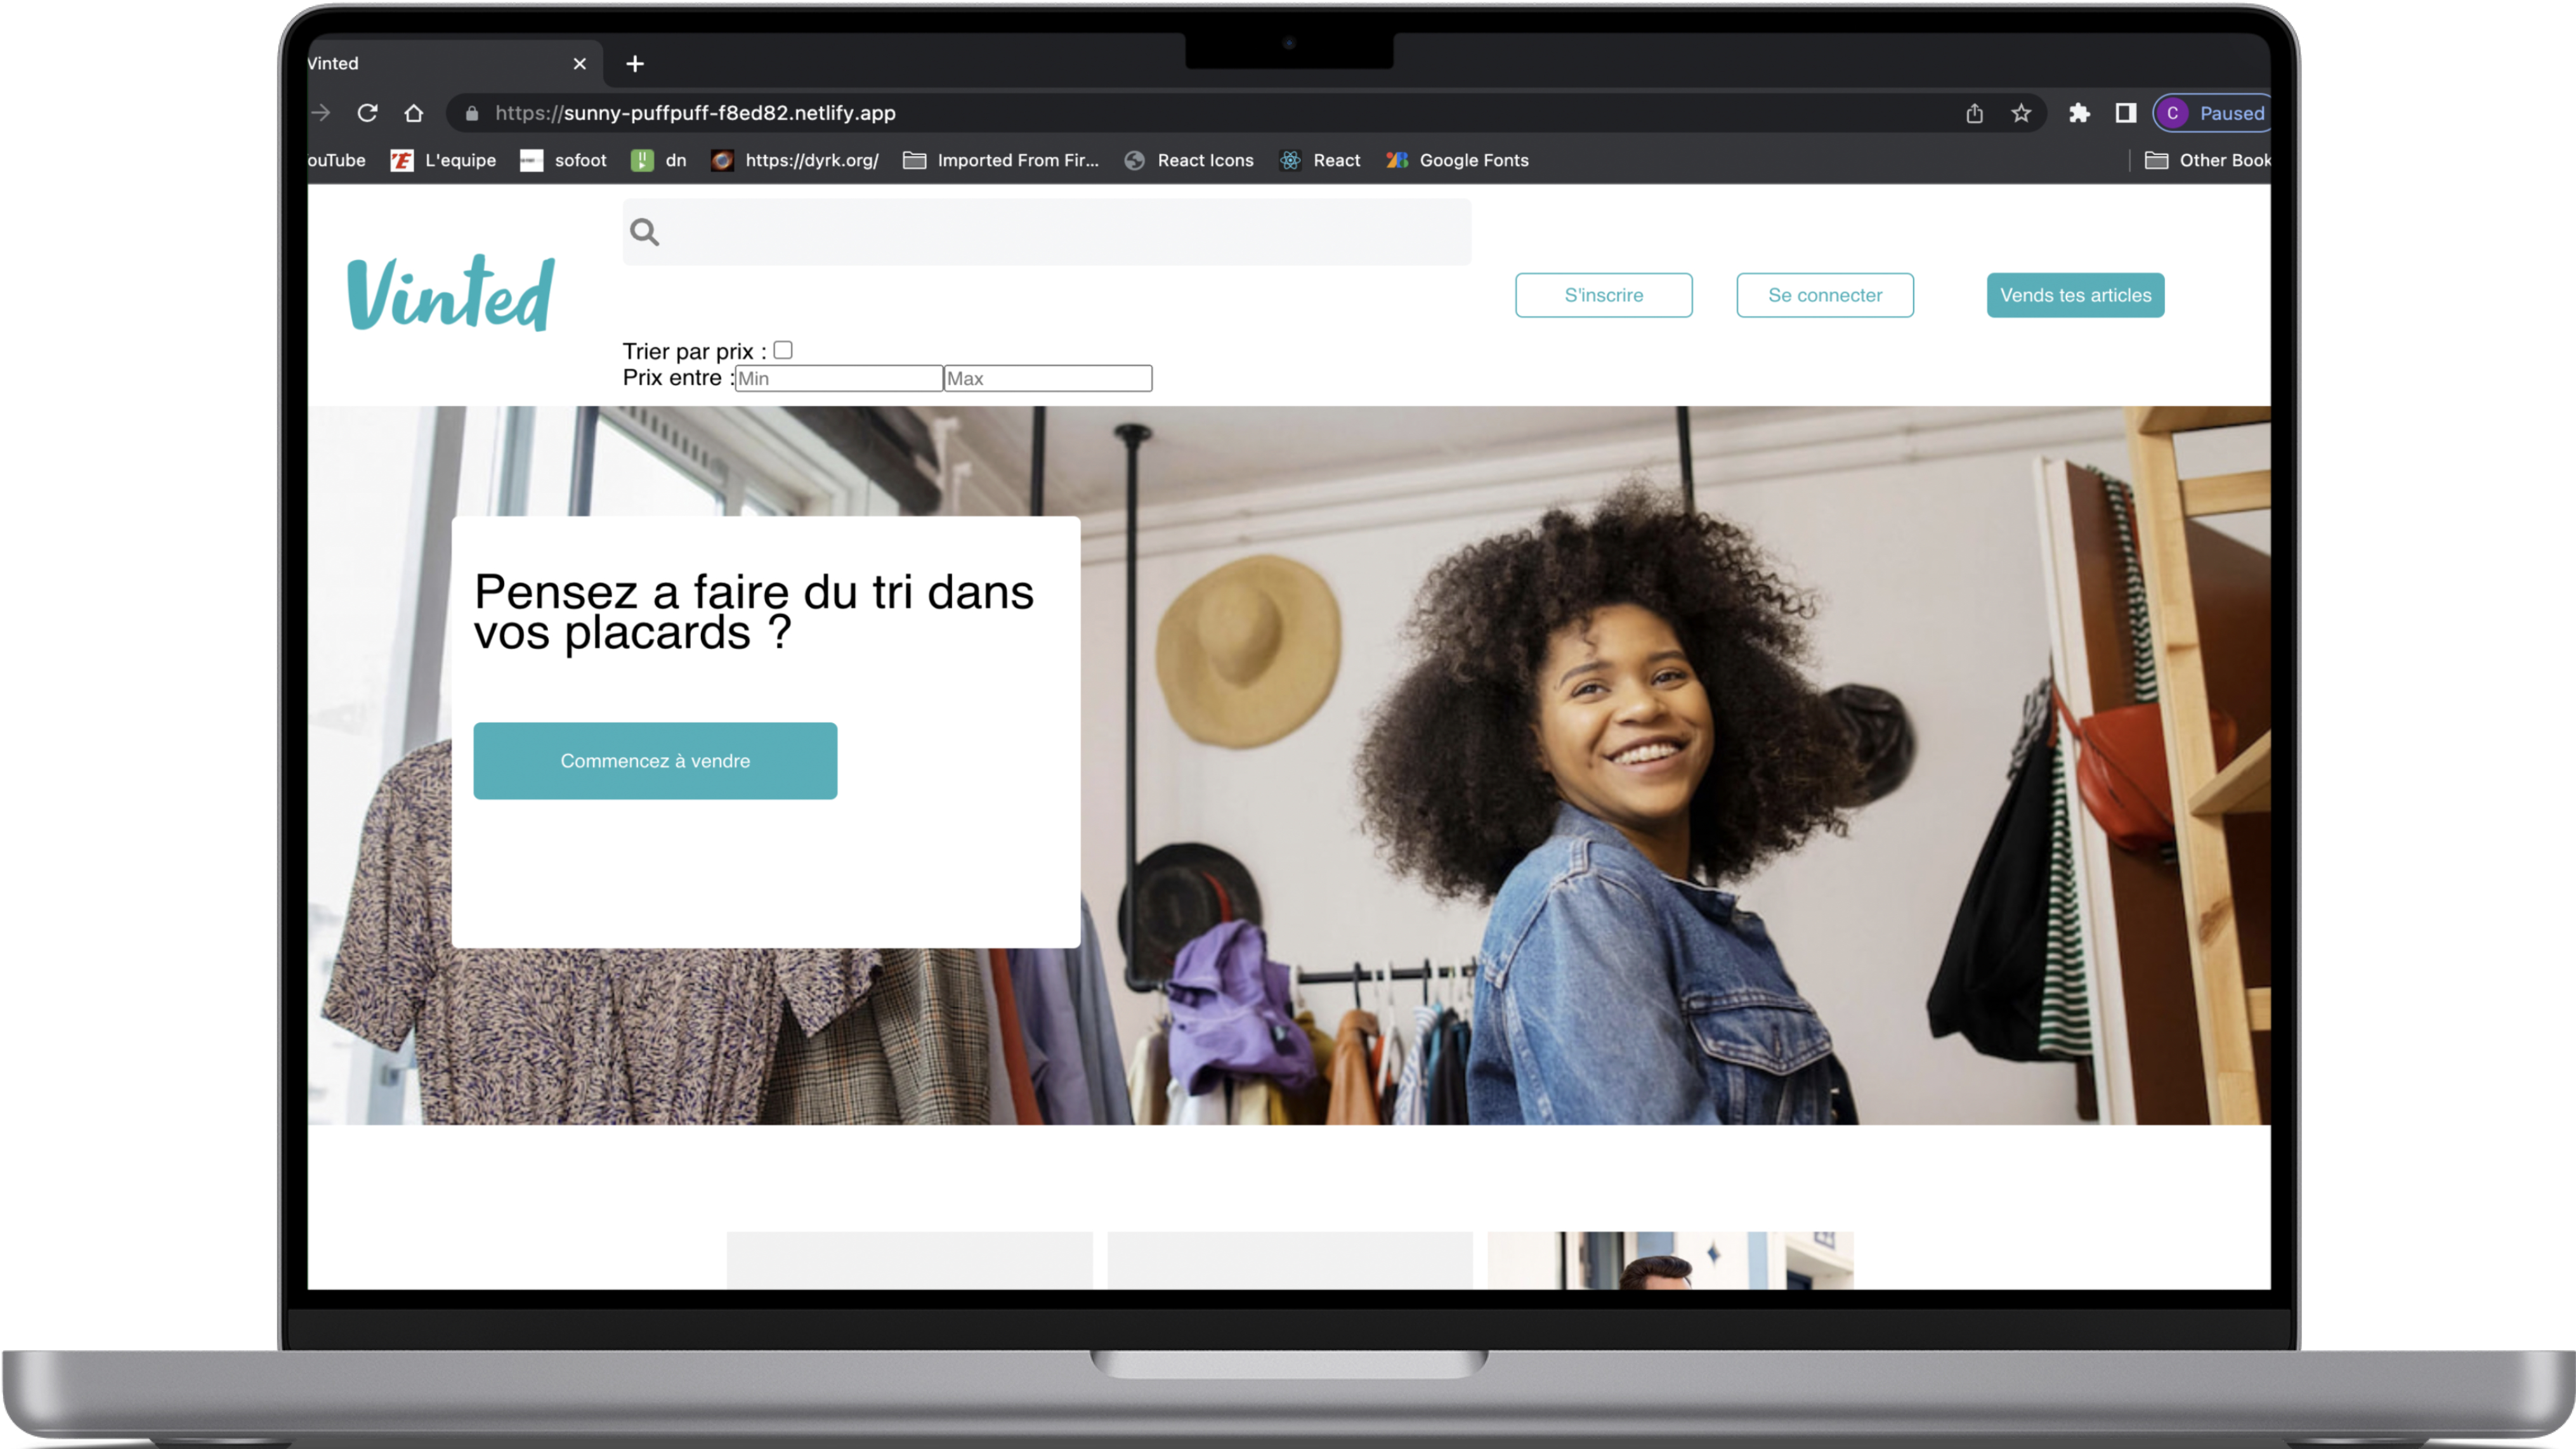 Vinted
https://sunny-puffpuff-f8ed82.netlify.app
C Paused
ouTube L'equipe sofoot dn https://dyrk.org/ Imported From Fir... React Icons React Google Fonts Other Book
Vinted
S'inscrire Se connecter Vends tes articles
Trier par prix :
Prix entre : Min Max
Pensez a faire du tri dans
vos placards ?
Commencez à vendre